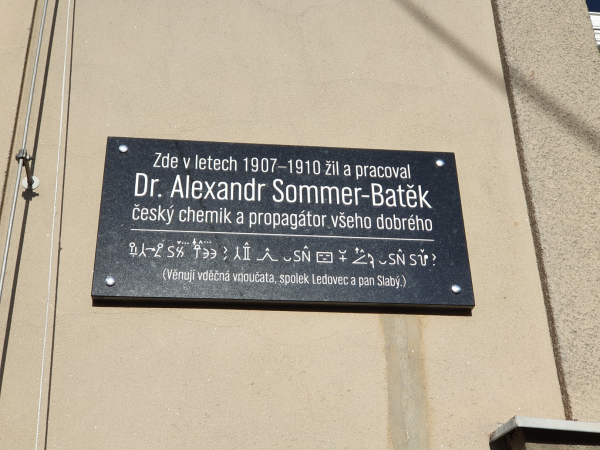 Zde v letech 1907–1910 žil a pracoval
Dr. Alexandr Sommer-Batěk
český chemik a propagátor všeho dobrého
(Věnují vděčná vnoučata, spolek Ledovec a pan Slabý.)